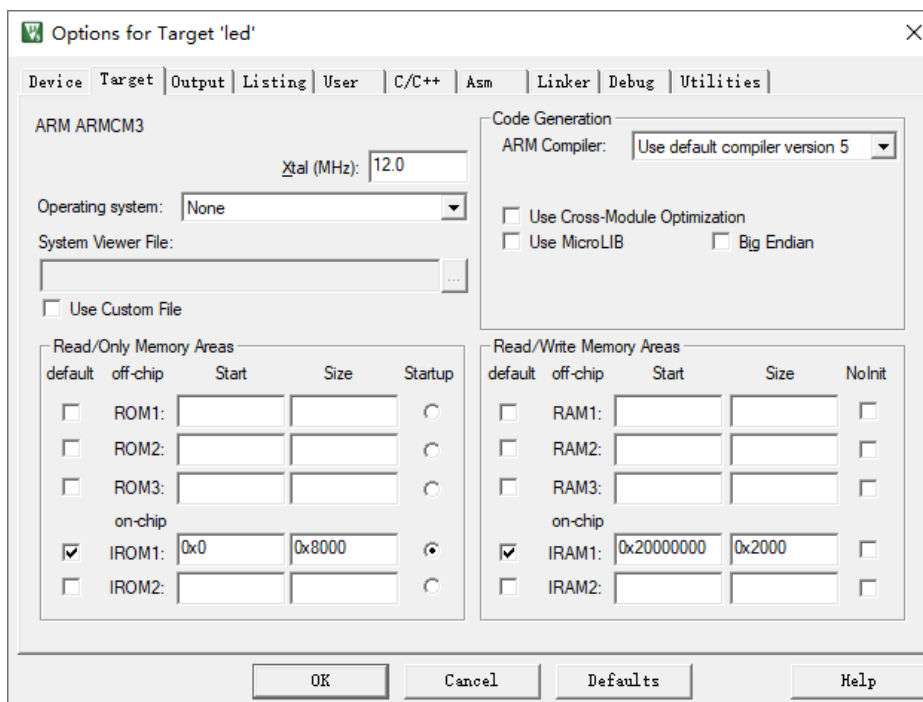 Options for Target 'led'
Device Target Output Listing User C/C++ Asm Linker Debug Utilities
ARM ARMCM3
Xtal (MHz): 12.0
Operating system: None
System Viewer File:
...
Use Custom File
Code Generation
ARM Compiler: Use default compiler version 5
Use Cross-Module Optimization
Use MicroLIB Big Endian
Read/Only Memory Areas
default off-chip Start Size Startup
ROM1:
ROM2:
ROM3:
on-chip
IROM1: 0x0 0x8000
IROM2:
Read/Write Memory Areas
default off-chip Start Size NoInit
RAM1:
RAM2:
RAM3:
on-chip
IRAM1: 0x20000000 0x2000
IRAM2:
OK Cancel Defaults Help